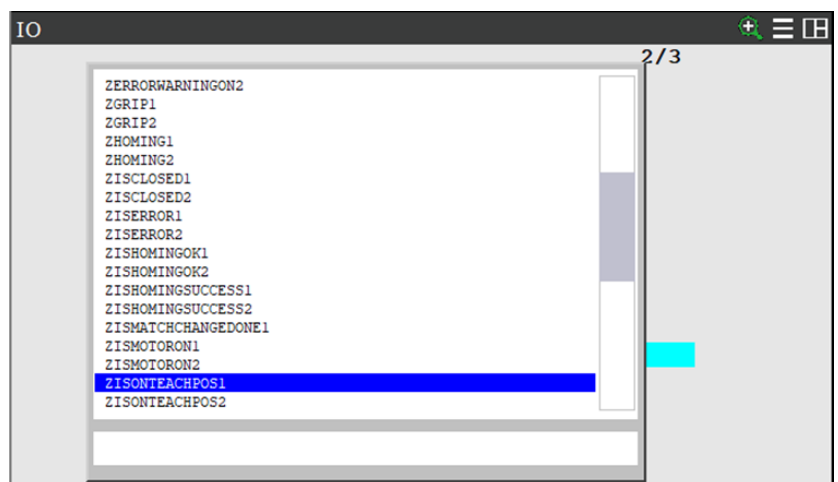 IO
2/3
ZERRORWARNINGON2
ZGRIP1
ZGRIP2
ZHOMING1
ZHOMING2
ZISCLOSED1
ZISCLOSED2
ZISERROR1
ZISERROR2
ZISHOMINGOK1
ZISHOMINGOK2
ZISHOMINGSUCCESS1
ZISHOMINGSUCCESS2
ZISMATCHCHANGEDONE1
ZISMOTORON1
ZISMOTORON2
ZISONTEACHPOS1
ZISONTEACHPOS2